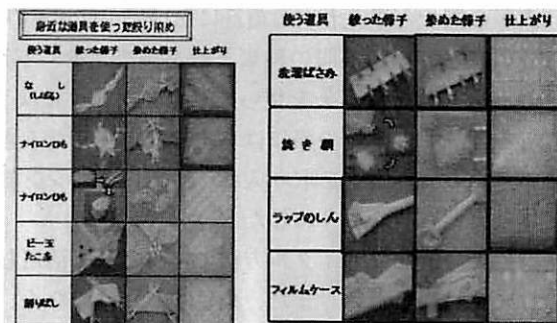 身近な道具を使う絞り染め
使う道具 絞った様子 染めた様子 仕上がり
なし
(しばる)
ナイロンひも
ナイロンひも
ビー玉
たこ糸
割りばし
使う道具 絞った様子 染めた様子 仕上がり
洗濯ばさみ
焼き網
ラップのしん
フィルムケース